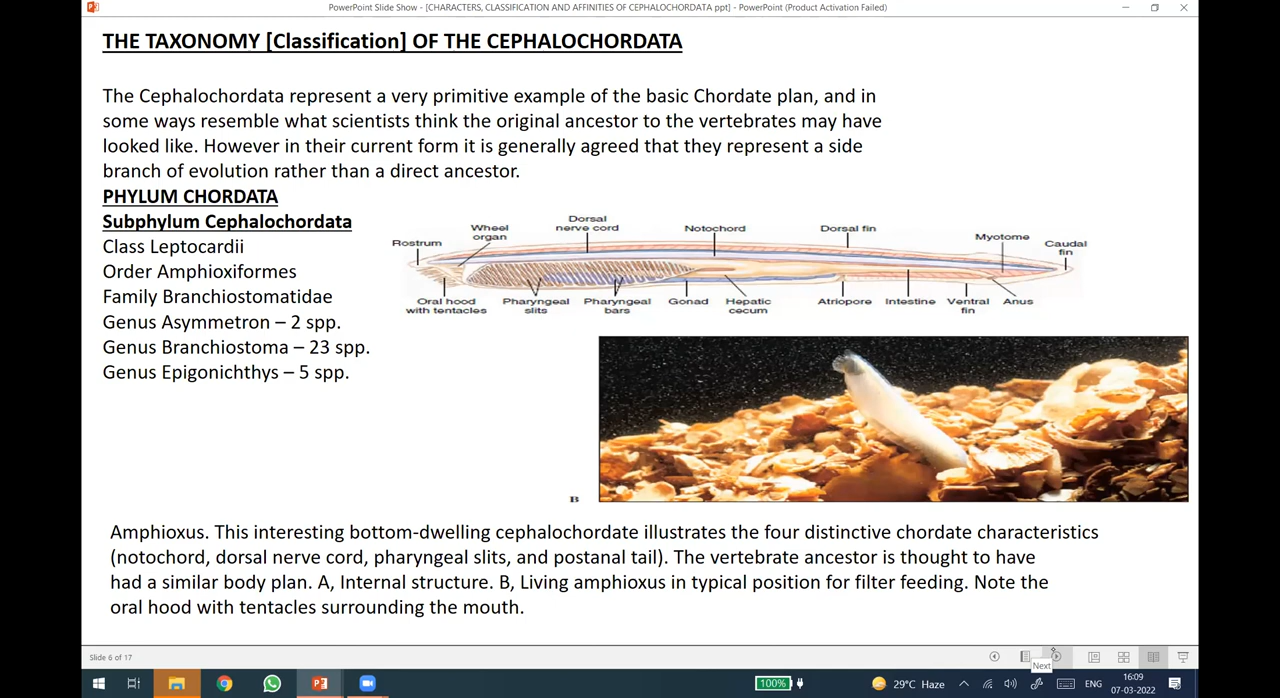 PowerPoint Slide Show - [CHARACTERS, CLASSIFICATION AND AFFINITIES OF CEPHALOCHORDATA ppt] - PowerPoint (Product Activation Failed)
THE TAXONOMY [Classification] OF THE CEPHALOCHORDATA
The Cephalochordata represent a very primitive example of the basic Chordate plan, and in
some ways resemble what scientists think the original ancestor to the vertebrates may have
looked like. However in their current form it is generally agreed that they represent a side
branch of evolution rather than a direct ancestor.
PHYLUM CHORDATA
Subphylum Cephalochordata
Class Leptocardii
Order Amphioxiformes
Family Branchiostomatidae
Genus Asymmetron – 2 spp.
Genus Branchiostoma – 23 spp.
Genus Epigonichthys – 5 spp.
Rostrum
Wheel
organ
Dorsal
nerve cord
Notochord
Dorsal fin
Myotome
Caudal
fin
Oral hood
with tentacles
Pharyngeal
slits
Pharyngeal
bars
Gonad
Hepatic
cecum
Atriopore
Intestine
Ventral
fin
Anus
B
Amphioxus. This interesting bottom-dwelling cephalochordate illustrates the four distinctive chordate characteristics
(notochord, dorsal nerve cord, pharyngeal slits, and postanal tail). The vertebrate ancestor is thought to have
had a similar body plan. A, Internal structure. B, Living amphioxus in typical position for filter feeding. Note the
oral hood with tentacles surrounding the mouth.
Slide 6 of 17
Next
100%
29°C Haze
ENG
16:09
07-03-2022